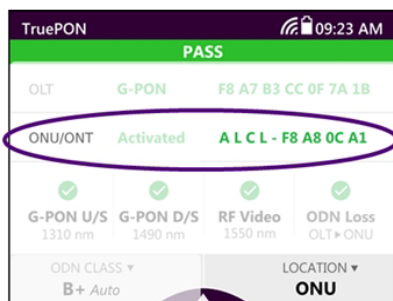 TruePON 09:23 AM
PASS
OLT G-PON F8 A7 B3 CC 0F 7A 1B
ONU/ONT Activated A L C L - F8 A8 0C A1
G-PON U/S G-PON D/S RF Video ODN Loss
1310 nm 1490 nm 1550 nm OLT▶ONU
ODN CLASS ▼ LOCATION ▼
B+ Auto ONU